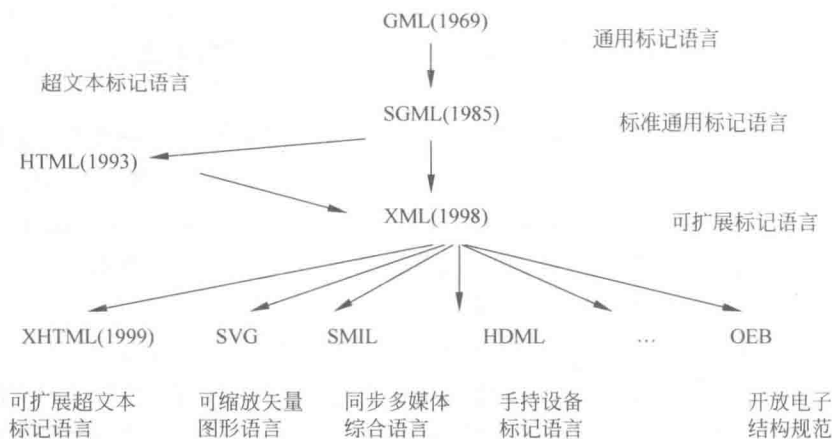 GML(1969)
通用标记语言
超文本标记语言
SGML(1985)
标准通用标记语言
HTML(1993)
XML(1998)
可扩展标记语言
XHTML(1999) SVG SMIL HDML … OEB
可扩展超文本 可缩放矢量 同步多媒体 手持设备 开放电子
标记语言 图形语言 综合语言 标记语言 结构规范